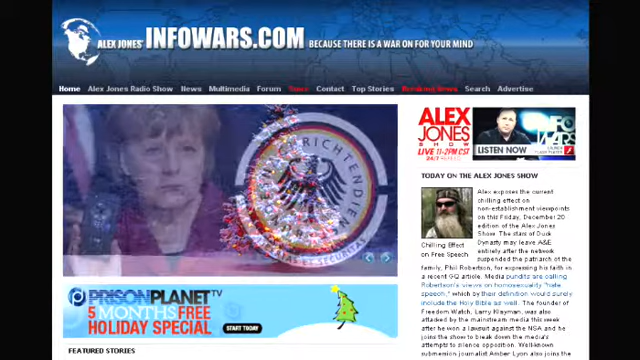 ALEX JONES' INFOWARS.COM BECAUSE THERE IS A WAR ON FOR YOUR MIND
Home Alex Jones Radio Show News Multimedia Forum Contact Top Stories Breaking News Search Advertise
NACHRICHTENDI
ALEX
JONES
SHOW
LIVE 11-2PM CST
LISTEN NOW
TODAY ON THE ALEX JONES SHOW
Alex exposes the current
chilling effect on
non-establishment viewpoints
on this Friday, December 20
edition of the Alex Jones
Show. The stars of Duck
Dynasty may leave A&E
entirely after the network
suspended the patriarch of the
Chilling Effect
on Free Speech
family, Phil Robertson, for expressing his faith in
a recent GQ article. Media pundits are calling
Robertson's views on homosexuality "hate
speech," which by their definition would surely
include the Holy Bible as well. The founder of
Freedom Watch, Larry Klayman, was also
attacked by the mainstream media this week
after he won a lawsuit against the NSA and he
joins the show to break down the media's
attempts to silence opposition. Well-known
submersion journalist Amber Lyon also joins the
PRISONPLANET TV
5 MONTHS FREE
HOLIDAY SPECIAL
START TODAY
FEATURED STORIES